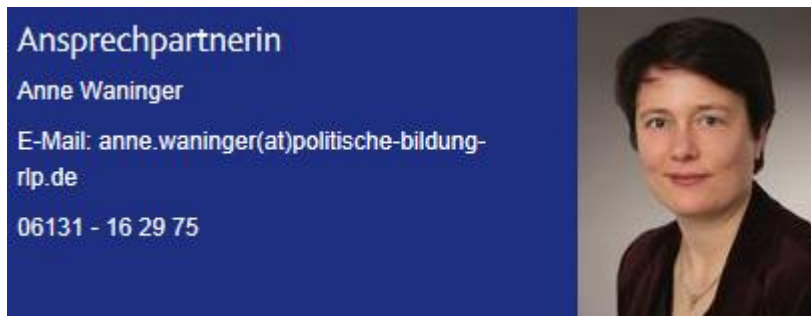 Ansprechpartnerin
Anne Waninger
E-Mail: anne.waninger(at)politische-bildung-
rlp.de
06131 - 16 29 75